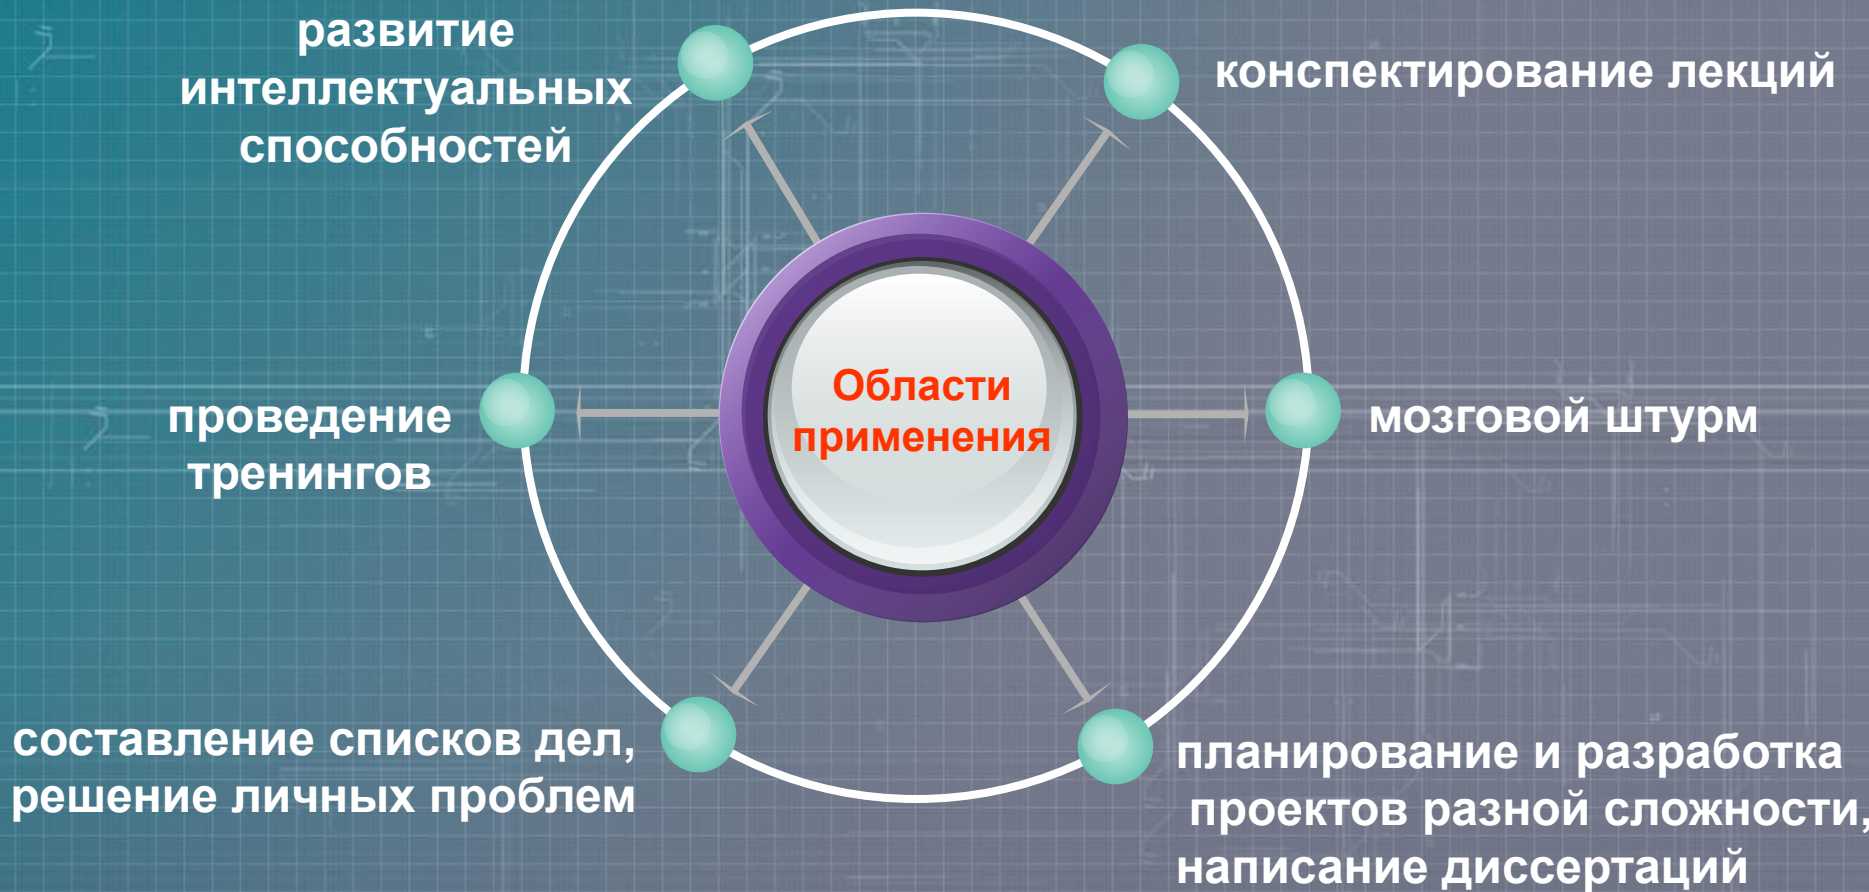 развитие
интеллектуальных
способностей
конспектирование лекций
Области
применения
проведение
тренингов
мозговой штурм
составление списков дел,
решение личных проблем
планирование и разработка
проектов разной сложности,
написание диссертаций